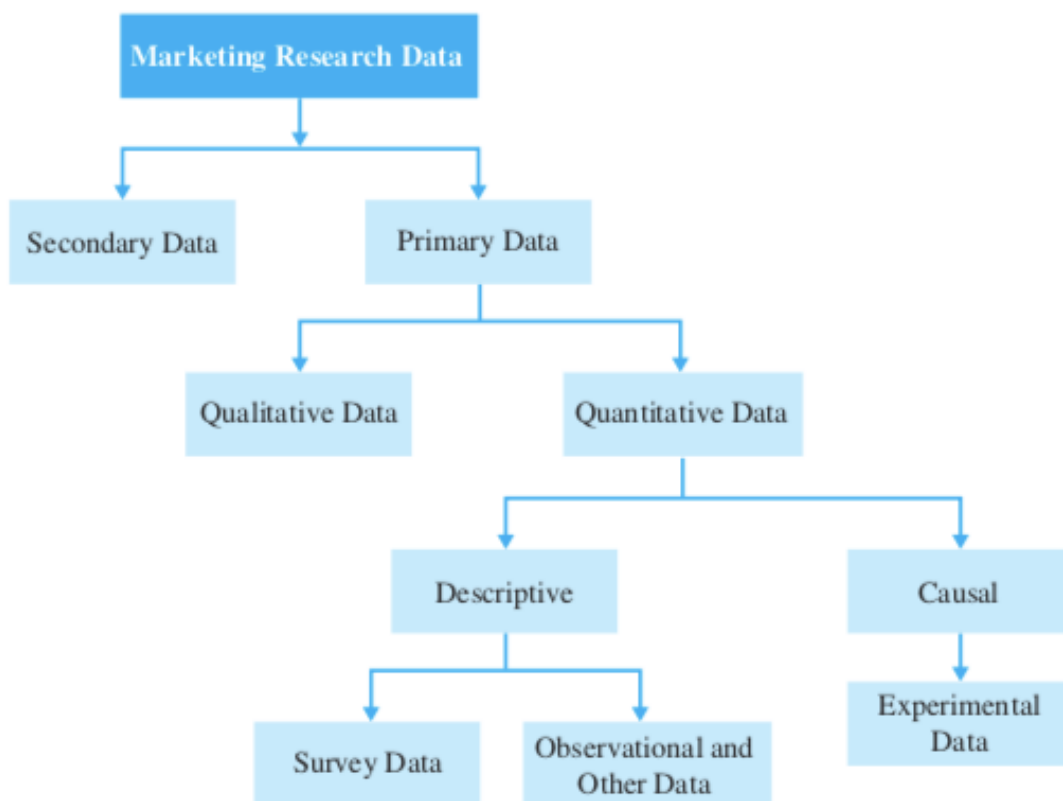 Marketing Research Data
Secondary Data
Primary Data
Qualitative Data
Quantitative Data
Descriptive
Causal
Survey Data
Observational and
Other Data
Experimental
Data